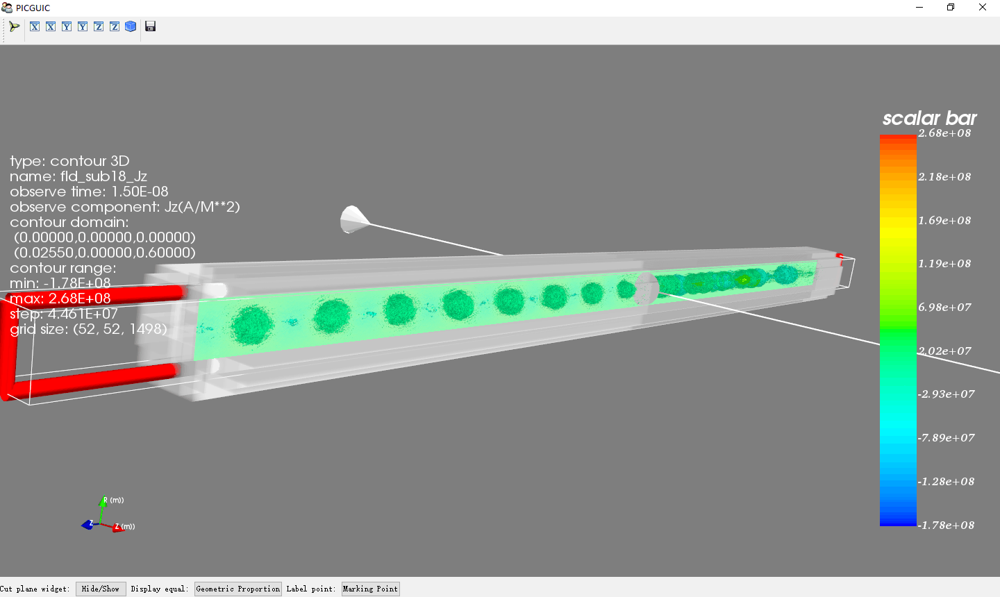 PICGUIC
X X Y Y Z Z
scalar bar
2.68e+08
2.18e+08
1.69e+08
1.19e+08
6.98e+07
2.02e+07
-2.93e+07
-7.89e+07
-1.28e+08
-1.78e+08
type: contour 3D
name: fld_sub18_Jz
observe time: 1.50E-08
observe component: Jz(A/M**2)
contour domain:
(0.00000,0.00000,0.00000)
(0.02550,0.00000,0.60000)
contour range:
min: -1.78E+08
max: 2.68E+08
step: 4.461E+07
grid size: (52, 52, 1498)
R (m))
Z
Z (m))
Cut plane widget: Hide/Show Display equal: Geometric Proportion Label point: Marking Point